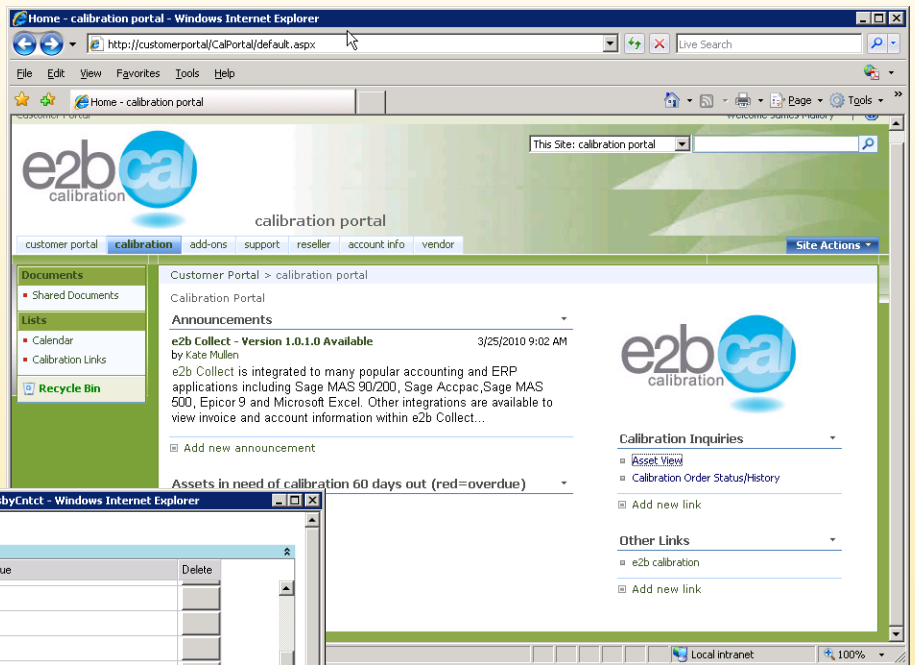 Home - calibration portal - Windows Internet Explorer
http://customerportal/CalPortal/default.aspx
Live Search
File Edit View Favorites Tools Help
Home - calibration portal
Page Tools
Customer Portal
Welcome James Mallory
This Site: calibration portal
e2b cal
calibration
calibration portal
customer portal calibration add-ons support reseller account info vendor
Site Actions
Documents
Shared Documents
Lists
Calendar
Calibration Links
Recycle Bin
Customer Portal > calibration portal
Calibration Portal
Announcements
e2b Collect - Version 1.0.1.0 Available 3/25/2010 9:02 AM
by Kate Mullen
e2b Collect is integrated to many popular accounting and ERP
applications including Sage MAS 90/200, Sage Accpac,Sage MAS
500, Epicor 9 and Microsoft Excel. Other integrations are available to
view invoice and account information within e2b Collect...
Add new announcement
Assets in need of calibration 60 days out (red=overdue)
e2b cal
calibration
Calibration Inquiries
Asset View
Calibration Order Status/History
Add new link
Other Links
e2b calibration
Add new link
sbyCntct - Windows Internet Explorer
ue Delete
Local intranet 100%